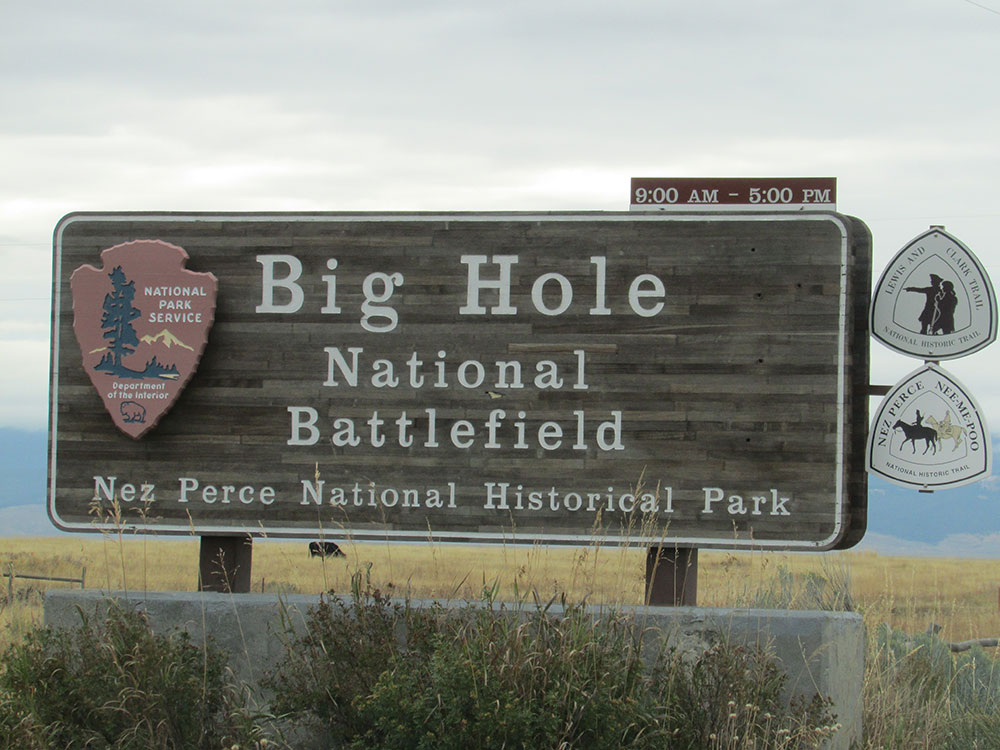 9:00 AM - 5:00 PM
NATIONAL
PARK
SERVICE
Department
of the Interior
Big Hole
National
Battlefield
Nez Perce National Historical Park
LEWIS AND CLARK TRAIL
NATIONAL HISTORIC TRAIL
NEZ PERCE NEE-ME-POO
NATIONAL HISTORIC TRAIL